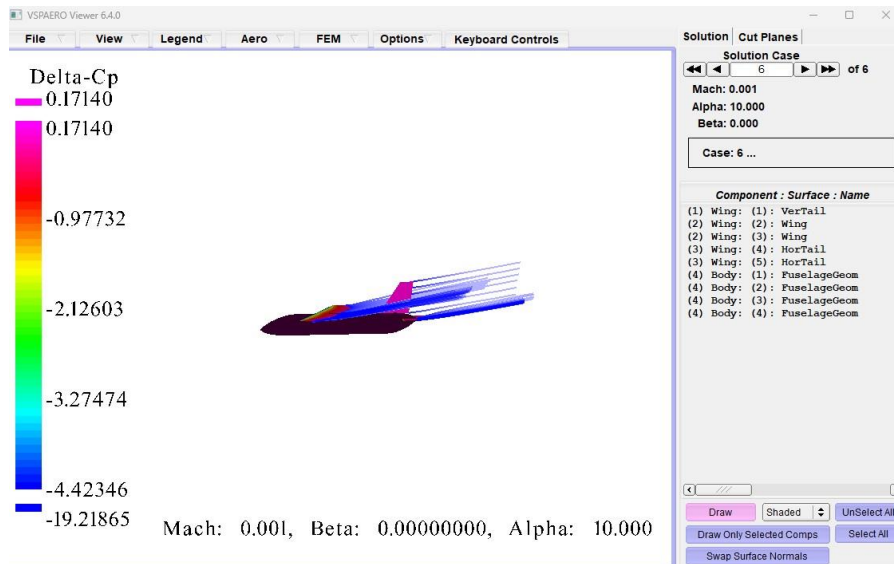 VSPAERO Viewer 6.4.0
File View Legend Aero FEM Options Keyboard Controls
Solution Cut Planes
Solution Case
6 of 6
Mach: 0.001
Alpha: 10.000
Beta: 0.000
Case: 6 ...
Component : Surface : Name
(1) Wing: (1): VerTail
(2) Wing: (2): Wing
(2) Wing: (3): Wing
(3) Wing: (4): HorTail
(3) Wing: (5): HorTail
(4) Body: (1): FuselageGeom
(4) Body: (2): FuselageGeom
(4) Body: (3): FuselageGeom
(4) Body: (4): FuselageGeom
Draw Shaded UnSelect All
Draw Only Selected Comps Select All
Swap Surface Normals
Delta-Cp
0.17140
0.17140
-0.97732
-2.12603
-3.27474
-4.42346
-19.21865
Mach: 0.001, Beta: 0.00000000, Alpha: 10.000